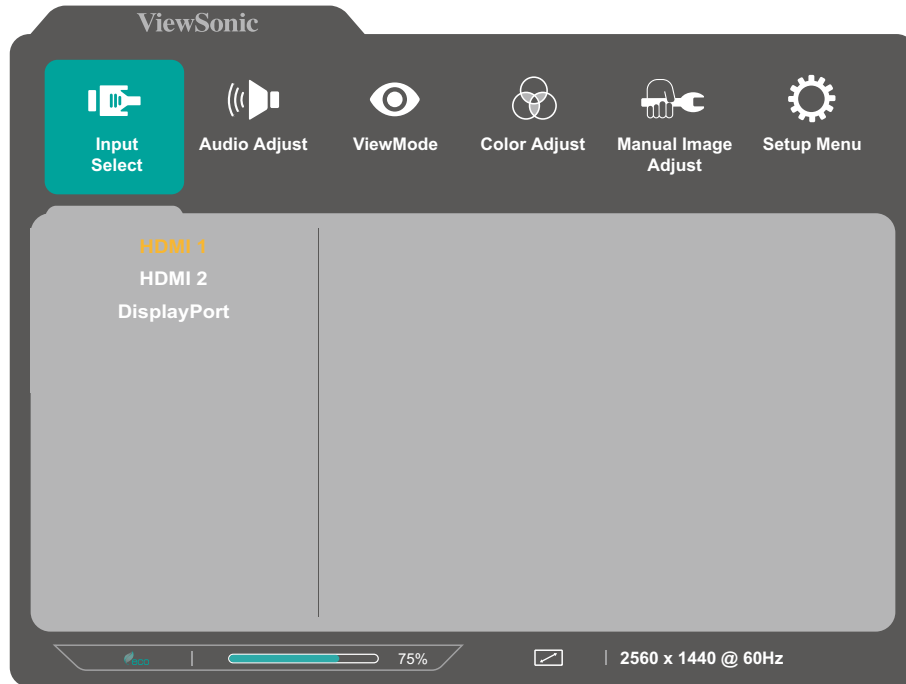 ViewSonic
Input
Select
Audio Adjust
ViewMode
Color Adjust
Manual Image
Adjust
Setup Menu
HDMI 1
HDMI 2
DisplayPort
eco
75%
2560 x 1440 @ 60Hz